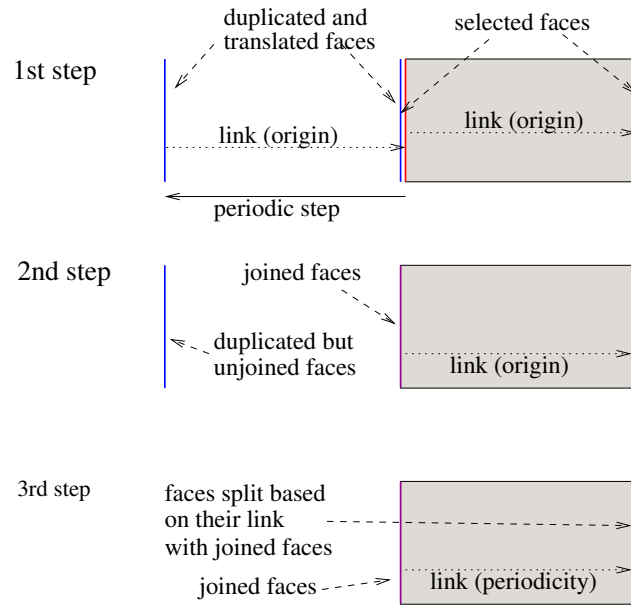 duplicated and
translated faces
selected faces
1st step
link (origin)
link (origin)
periodic step
2nd step
joined faces
duplicated but
unjoined faces
link (origin)
3rd step
faces split based
on their link
with joined faces
joined faces
link (periodicity)